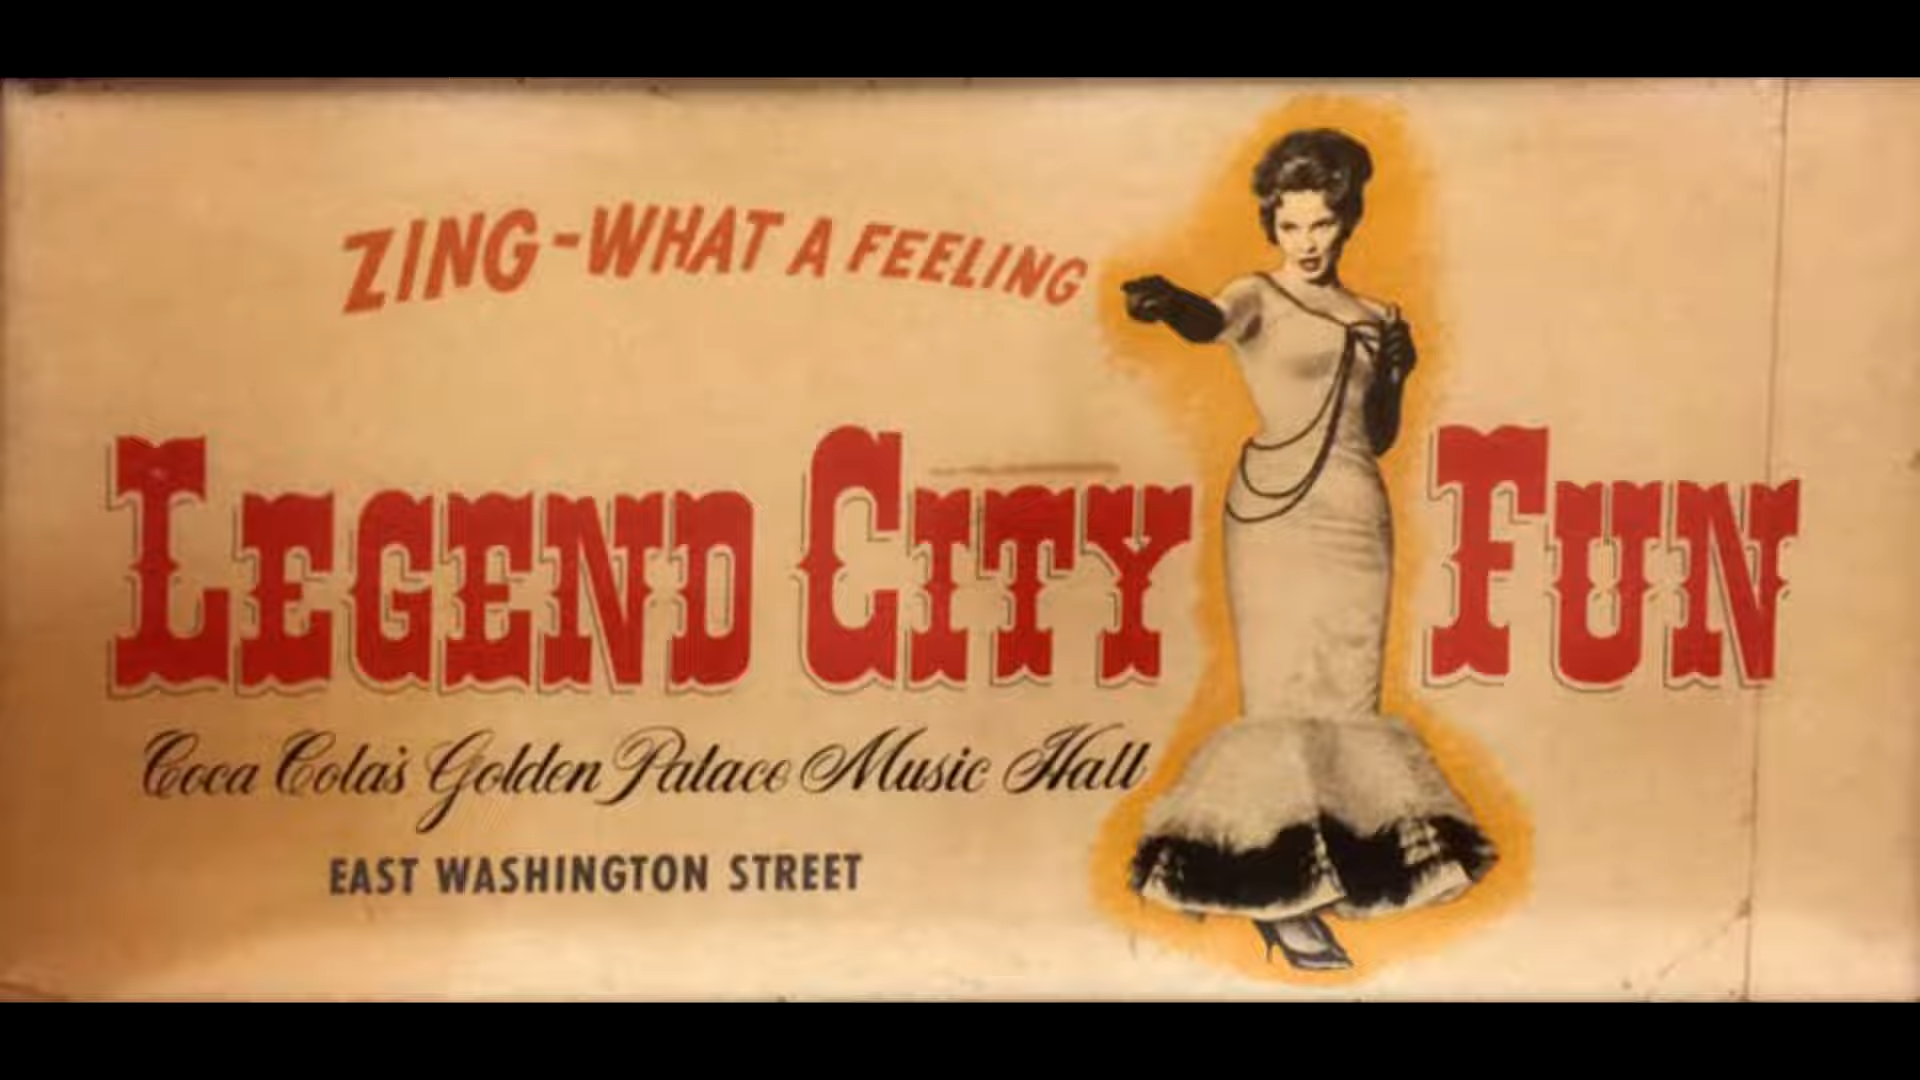 ZING-WHAT A FEELING
LEGEND CITY FUN
Coca Cola's Golden Palace Music Hall
EAST WASHINGTON STREET